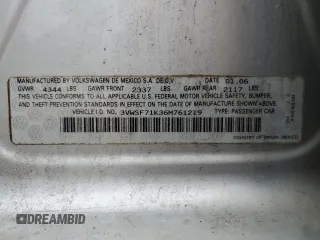 MANUFACTURED BY VOLKSWAGEN DE MEXICO S.A. DE C.V. DATE 01.06
GVWR 4344 LBS GAWR FRONT 2337 LBS GAWR REAR 2117 LBS
THIS VEHICLE CONFORMS TO ALL APPLICABLE U.S. FEDERAL MOTOR VEHICLE SAFETY, BUMPER,
AND THEFT PREVENTION STANDARDS IN EFFECT ON THE DATE OF MANUFACTURE SHOWN ABOVE.
VEHICLE I.D. NO. 3VWSF71K36M761219 TYPE: PASSENGER CAR
COUNTRY OF ORIGIN: MEXICO
DREAMBID